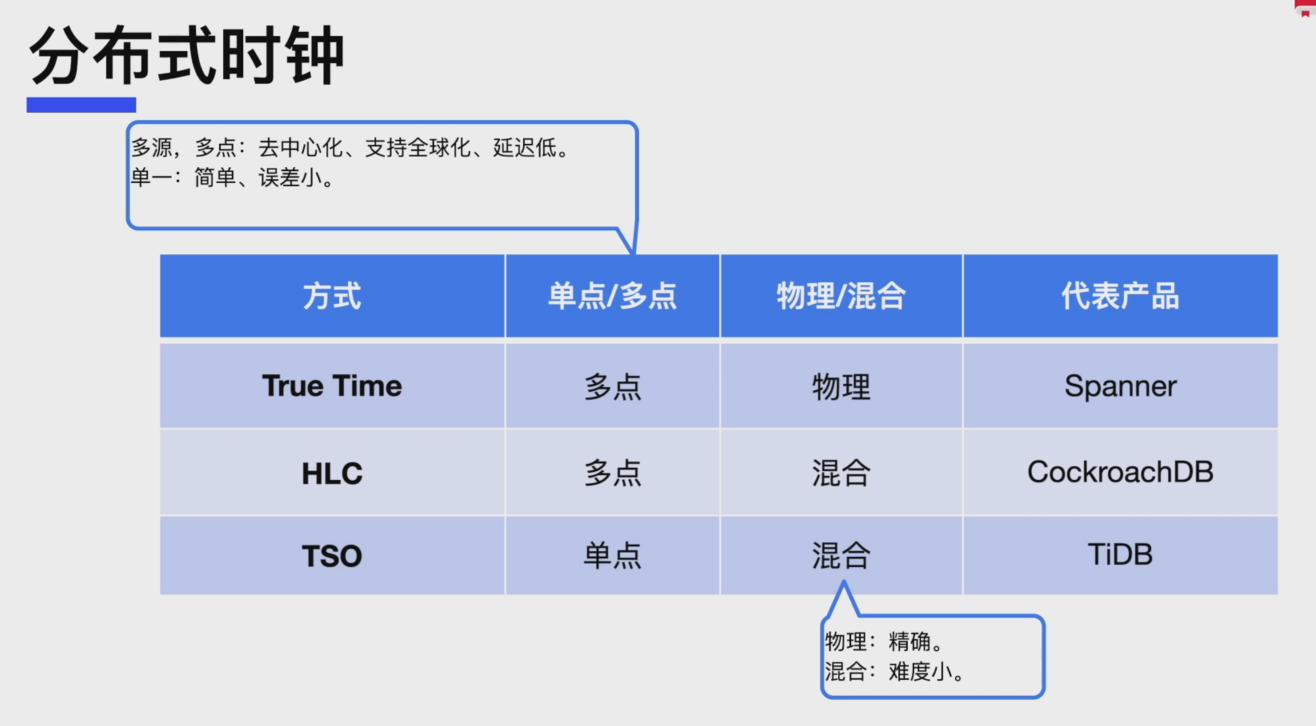 分布式时钟
多源，多点：去中心化、支持全球化、延迟低。
单一：简单、误差小。
方式 单点/多点 物理/混合 代表产品
True Time 多点 物理 Spanner
HLC 多点 混合 CockroachDB
TSO 单点 混合 TiDB
物理：精确。
混合：难度小。